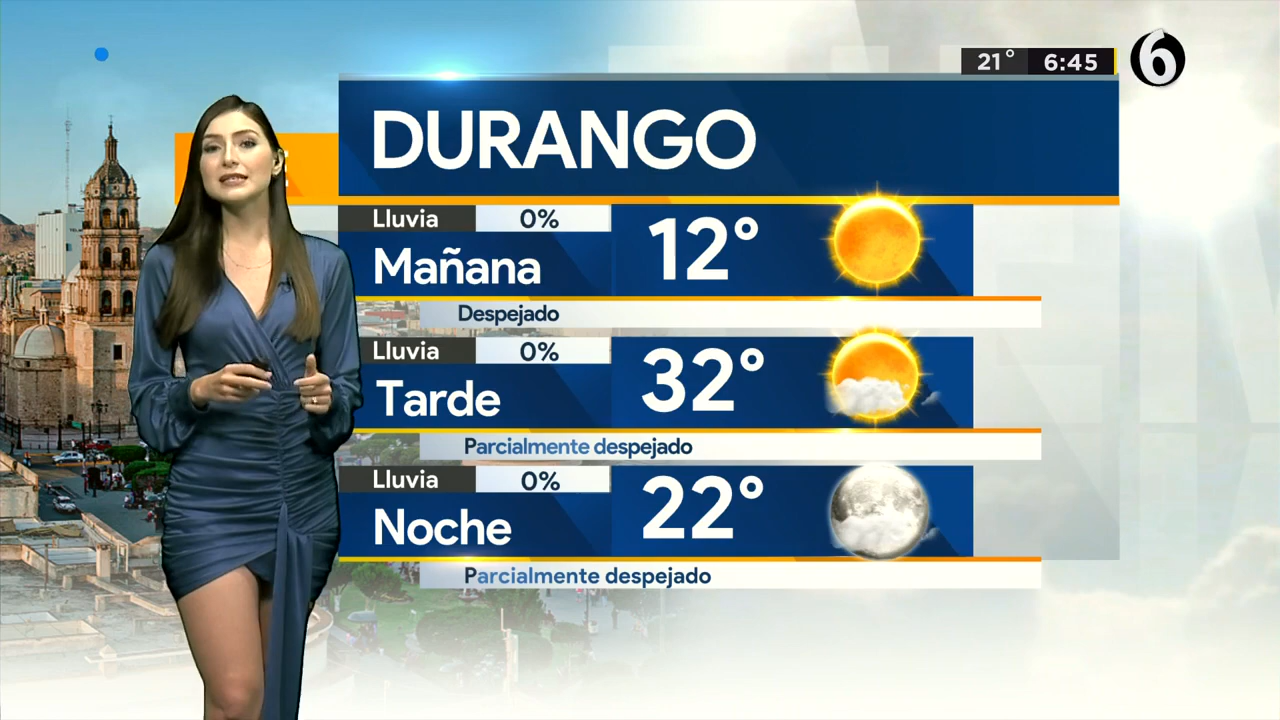 21° 6:45 6
DURANGO
Lluvia 0%
Mañana 12°
Despejado
Lluvia 0%
Tarde 32°
Parcialmente despejado
Lluvia 0%
Noche 22°
Parcialmente despejado